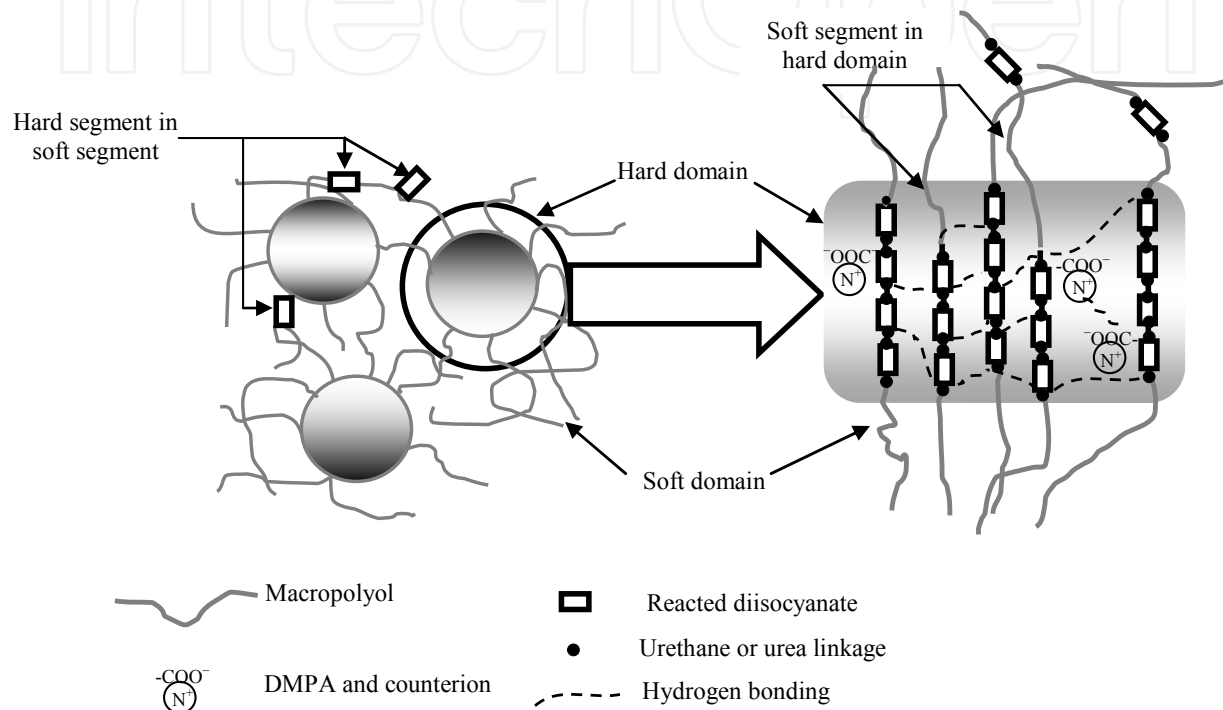 IntechOpen
Soft segment in
hard domain
Hard segment in
soft segment
Hard domain
⁻OOC⁻
N⁺
-COO⁻
N⁺
⁻OOC-
N⁺
Soft domain
Macropolyol
Reacted diisocyanate
Urethane or urea linkage
-COO⁻
N⁺
DMPA and counterion
Hydrogen bonding